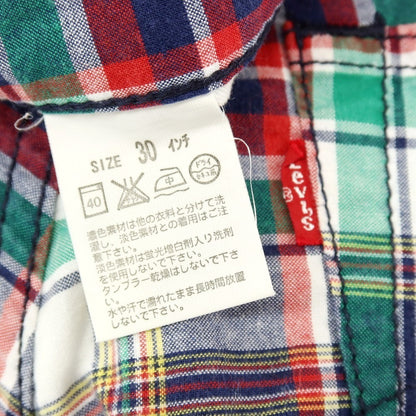 SIZE 30 インチ
40 中 ドライ セキユ系
濃色素材は他の衣料と分けて洗
濯し、淡色素材との着用はご注
意下さい。
淡色素材は蛍光増白剤入り洗剤
を使用しないで下さい。
タンブラー乾燥はしないで下さ
い。
水や汗で濡れたまま長時間放置
しないで下さい。
Levi's
®